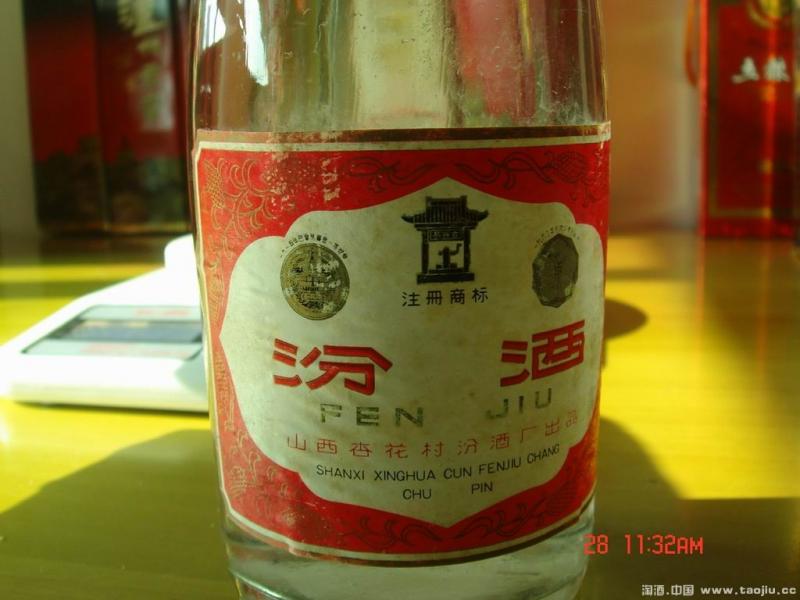 注册商标
汾酒
FEN JIU
山西杏花村汾酒厂出品
SHANXI XINGHUA CUN FENJIU CHANG
CHU PIN
28 11:32AM
淘酒.中国 www.taojiu.cc